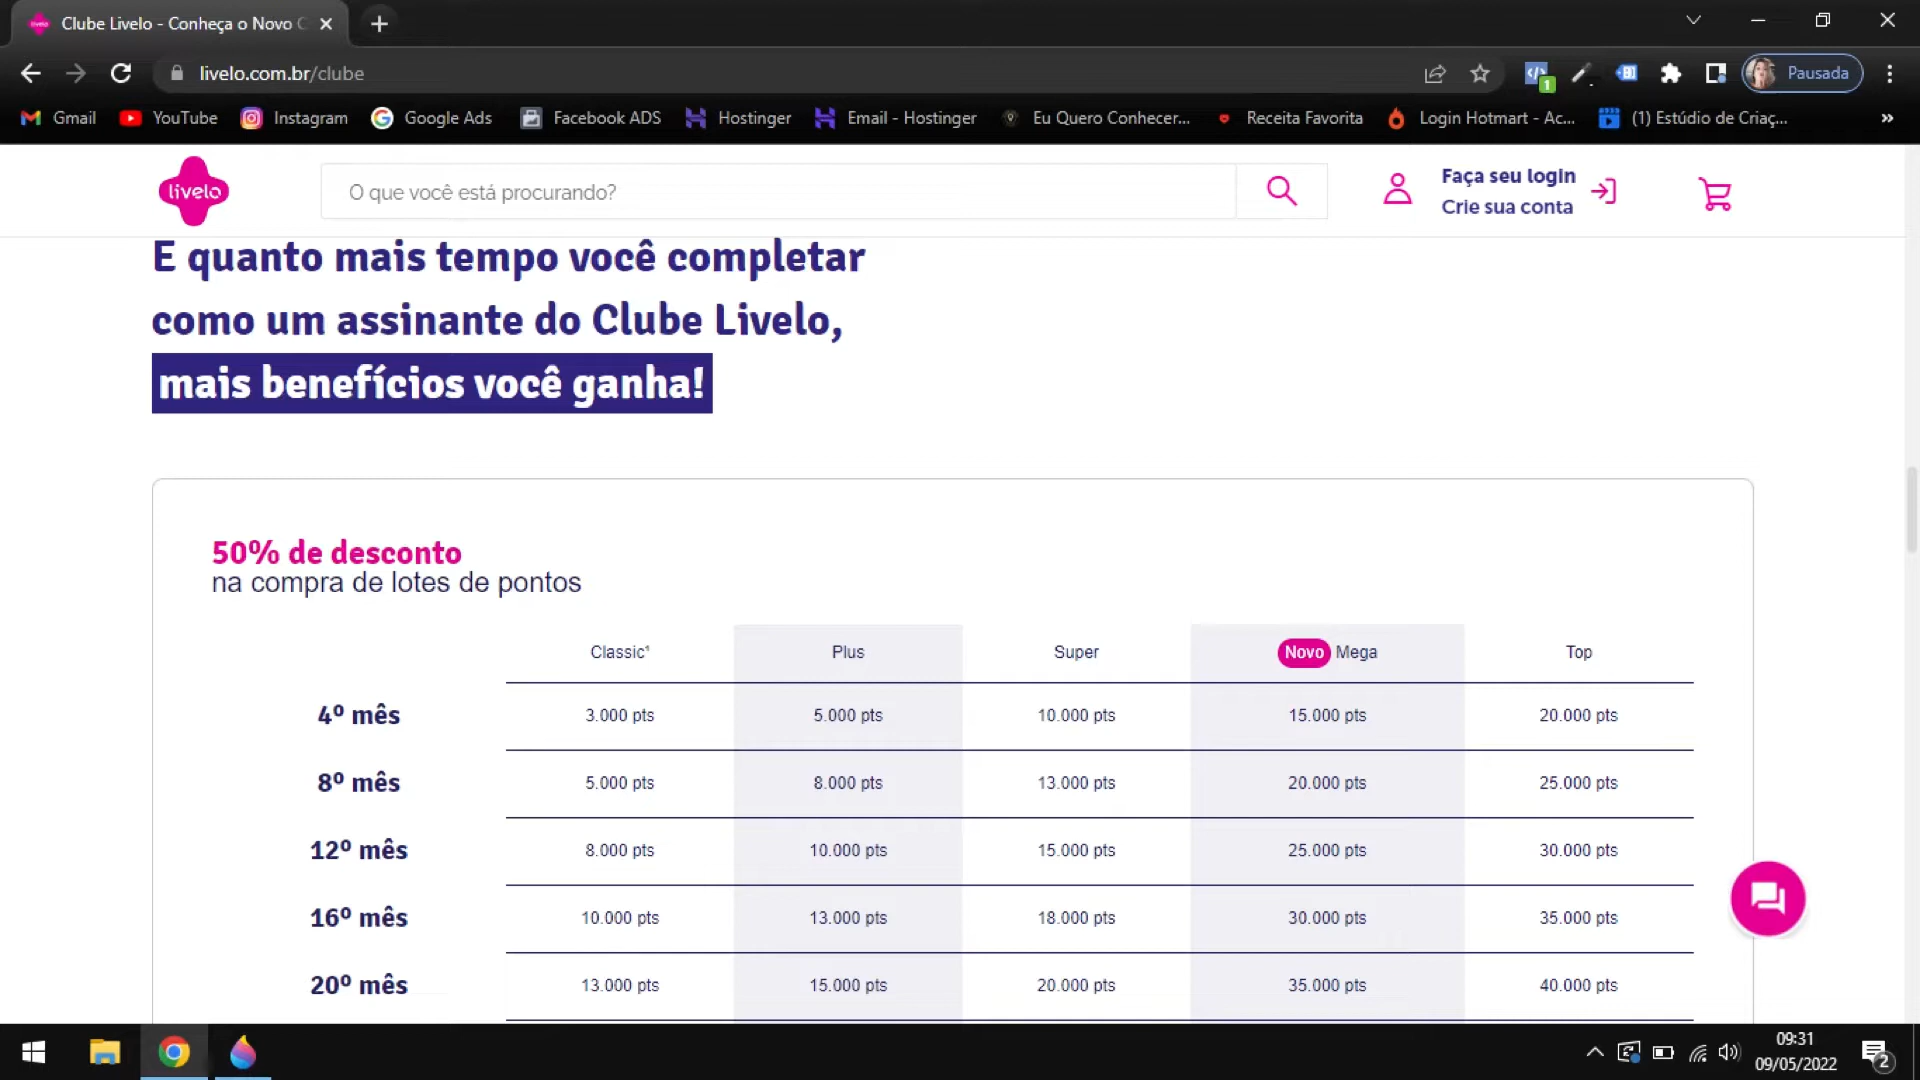 livelo
Clube Livelo - Conheça o Novo C
livelo.com.br/clube
1
Pausada
Gmail
YouTube
Instagram
Google Ads
Facebook ADS
Hostinger
Email - Hostinger
Eu Quero Conhecer...
Receita Favorita
Login Hotmart - Ac...
(1) Estúdio de Criaç...
»
livelo
O que você está procurando?
Faça seu login
Crie sua conta
E quanto mais tempo você completar
como um assinante do Clube Livelo,
mais benefícios você ganha!
50% de desconto
na compra de lotes de pontos
Classic¹ Plus Super Novo Mega Top
4º mês 3.000 pts 5.000 pts 10.000 pts 15.000 pts 20.000 pts
8º mês 5.000 pts 8.000 pts 13.000 pts 20.000 pts 25.000 pts
12º mês 8.000 pts 10.000 pts 15.000 pts 25.000 pts 30.000 pts
16º mês 10.000 pts 13.000 pts 18.000 pts 30.000 pts 35.000 pts
20º mês 13.000 pts 15.000 pts 20.000 pts 35.000 pts 40.000 pts
09:31
09/05/2022
2